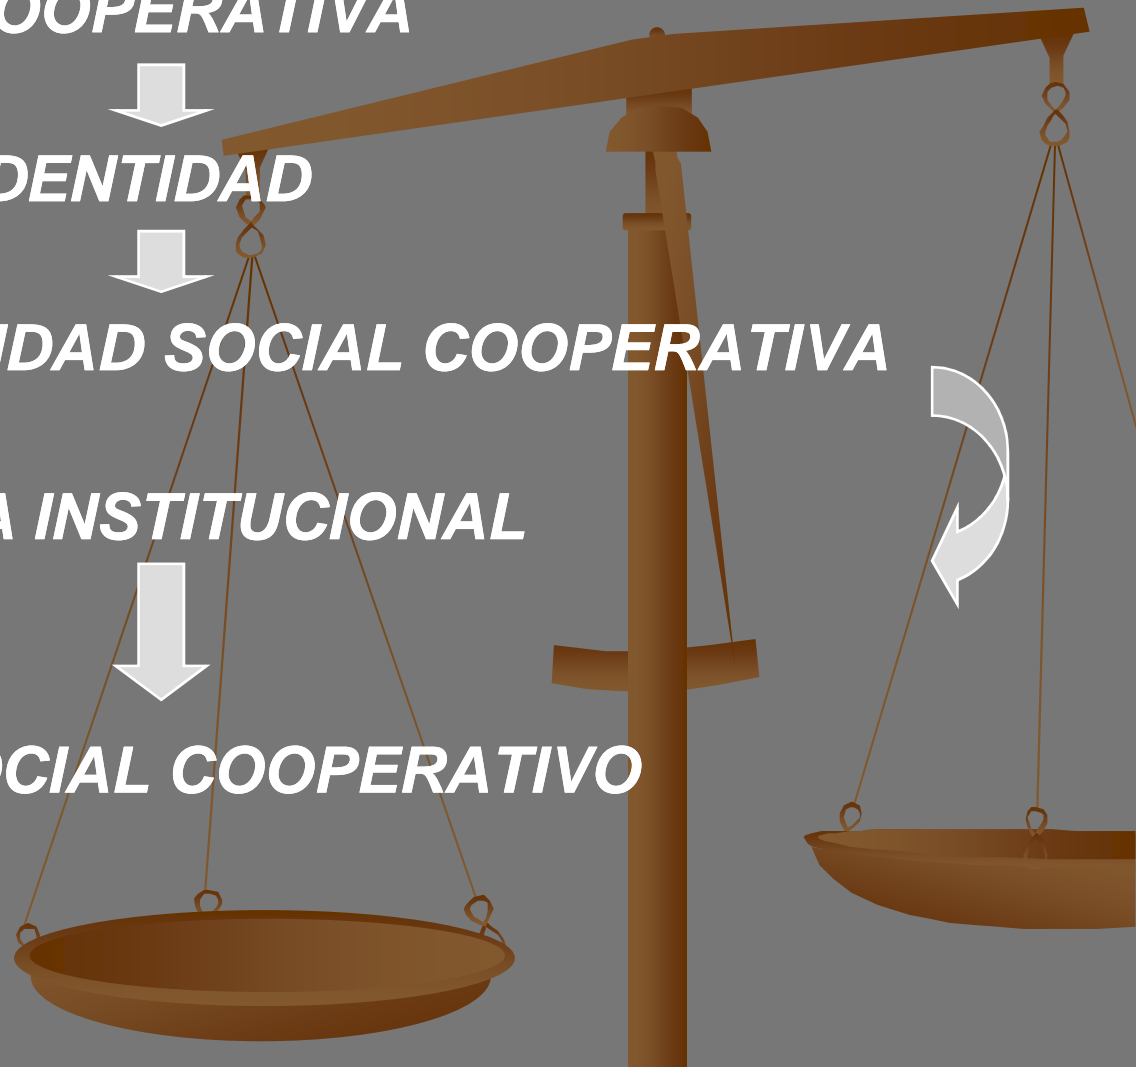 OOPERATIVA
DENTIDAD
IDAD SOCIAL COOPERATIVA
A INSTITUCIONAL
OCIAL COOPERATIVO